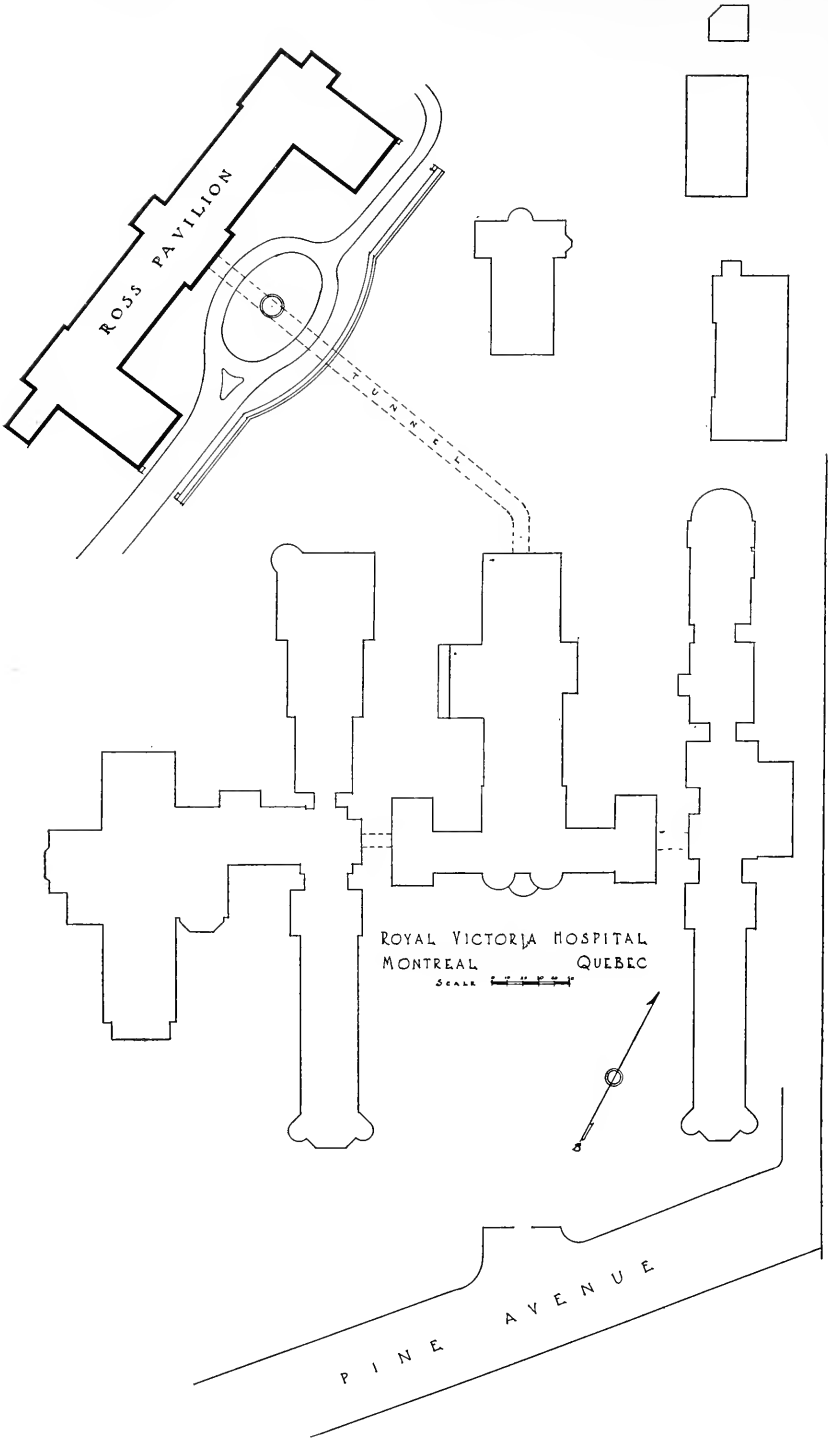 ROSS PAVILION
TUNNEL
ROYAL VICTORIA HOSPITAL
MONTREAL QUEBEC
SCALE
PINE AVENUE